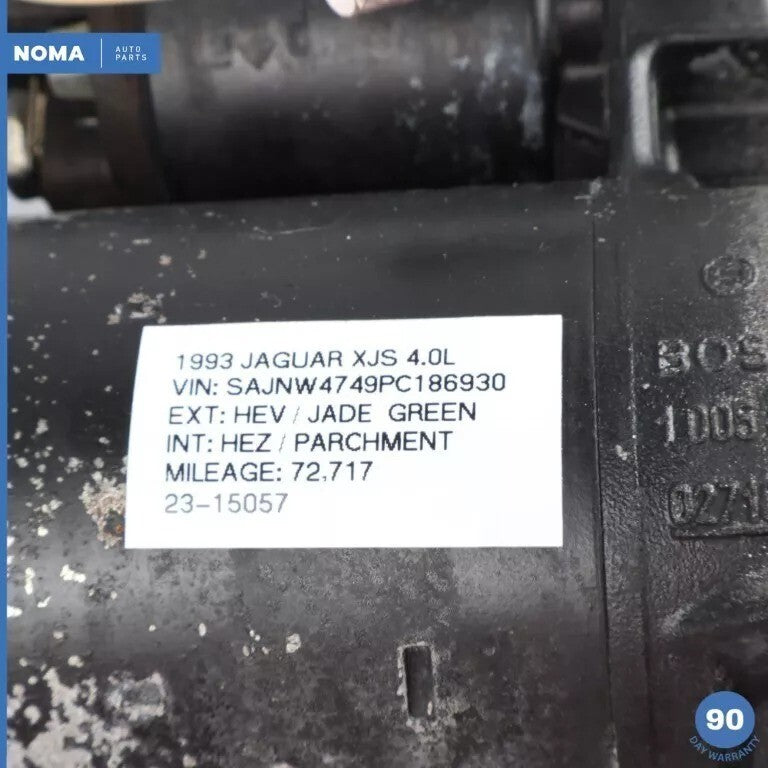 NOMA AUTO PARTS
1993 JAGUAR XJS 4.0L
VIN: SAJNW4749PC186930
EXT: HEV / JADE GREEN
INT: HEZ / PARCHMENT
MILEAGE: 72,717
23-15057
90
DAY WARRANTY